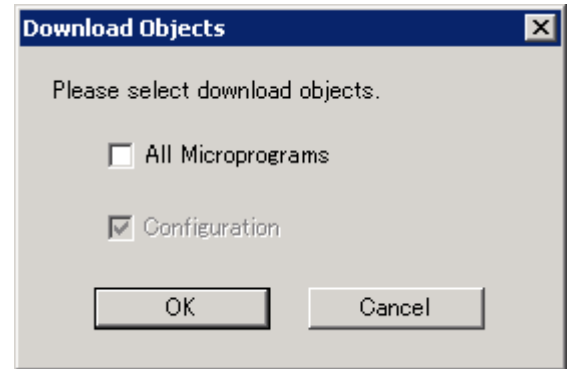 Download Objects
Please select download objects.
All Microprograms
Configuration
OK Cancel